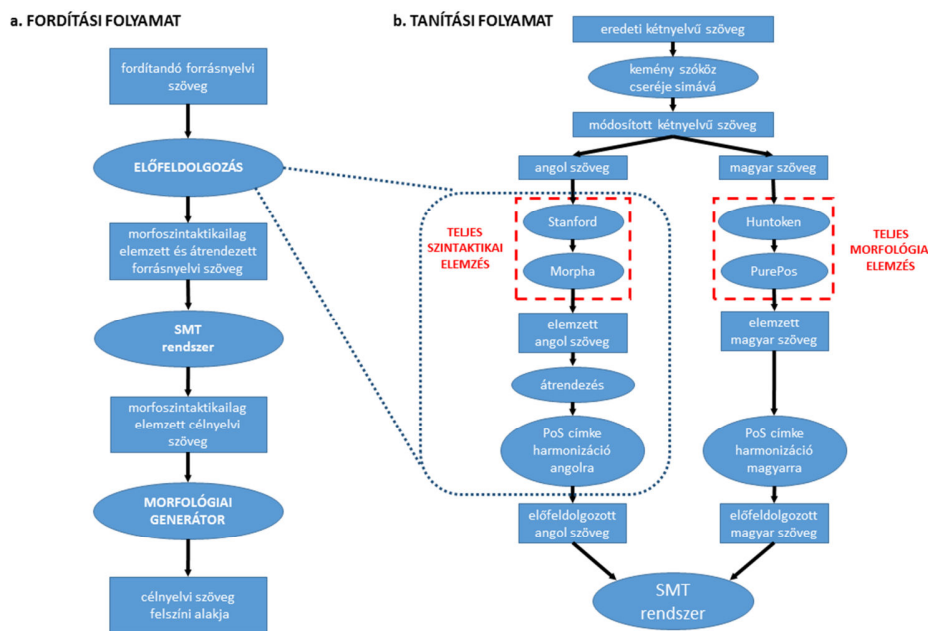 a. FORDÍTÁSI FOLYAMAT
fordítandó forrásnyelvi
szöveg
ELŐFELDOLGOZÁS
morfoszintaktikailag
elemzett és átrendezett
forrásnyelvi szöveg
SMT
rendszer
morfoszintaktikailag
elemzett célnyelvi
szöveg
MORFOLÓGIAI
GENERÁTOR
célnyelvi szöveg
felszíni alakja
b. TANÍTÁSI FOLYAMAT
eredeti kétnyelvű szöveg
kemény szóköz
cseréje simává
módosított kétnyelvű szöveg
angol szöveg
TELJES
SZINTAKTIKAI
ELEMZÉS
Stanford
Morpha
elemzett
angol szöveg
átrendezés
PoS címke
harmonizáció
angolra
előfeldolgozott
angol szöveg
magyar szöveg
Huntoken
PurePos
TELJES
MORFOLÓGIAI
ELEMZÉS
elemzett
magyar szöveg
PoS címke
harmonizáció
magyarra
előfeldolgozott
magyar szöveg
SMT
rendszer